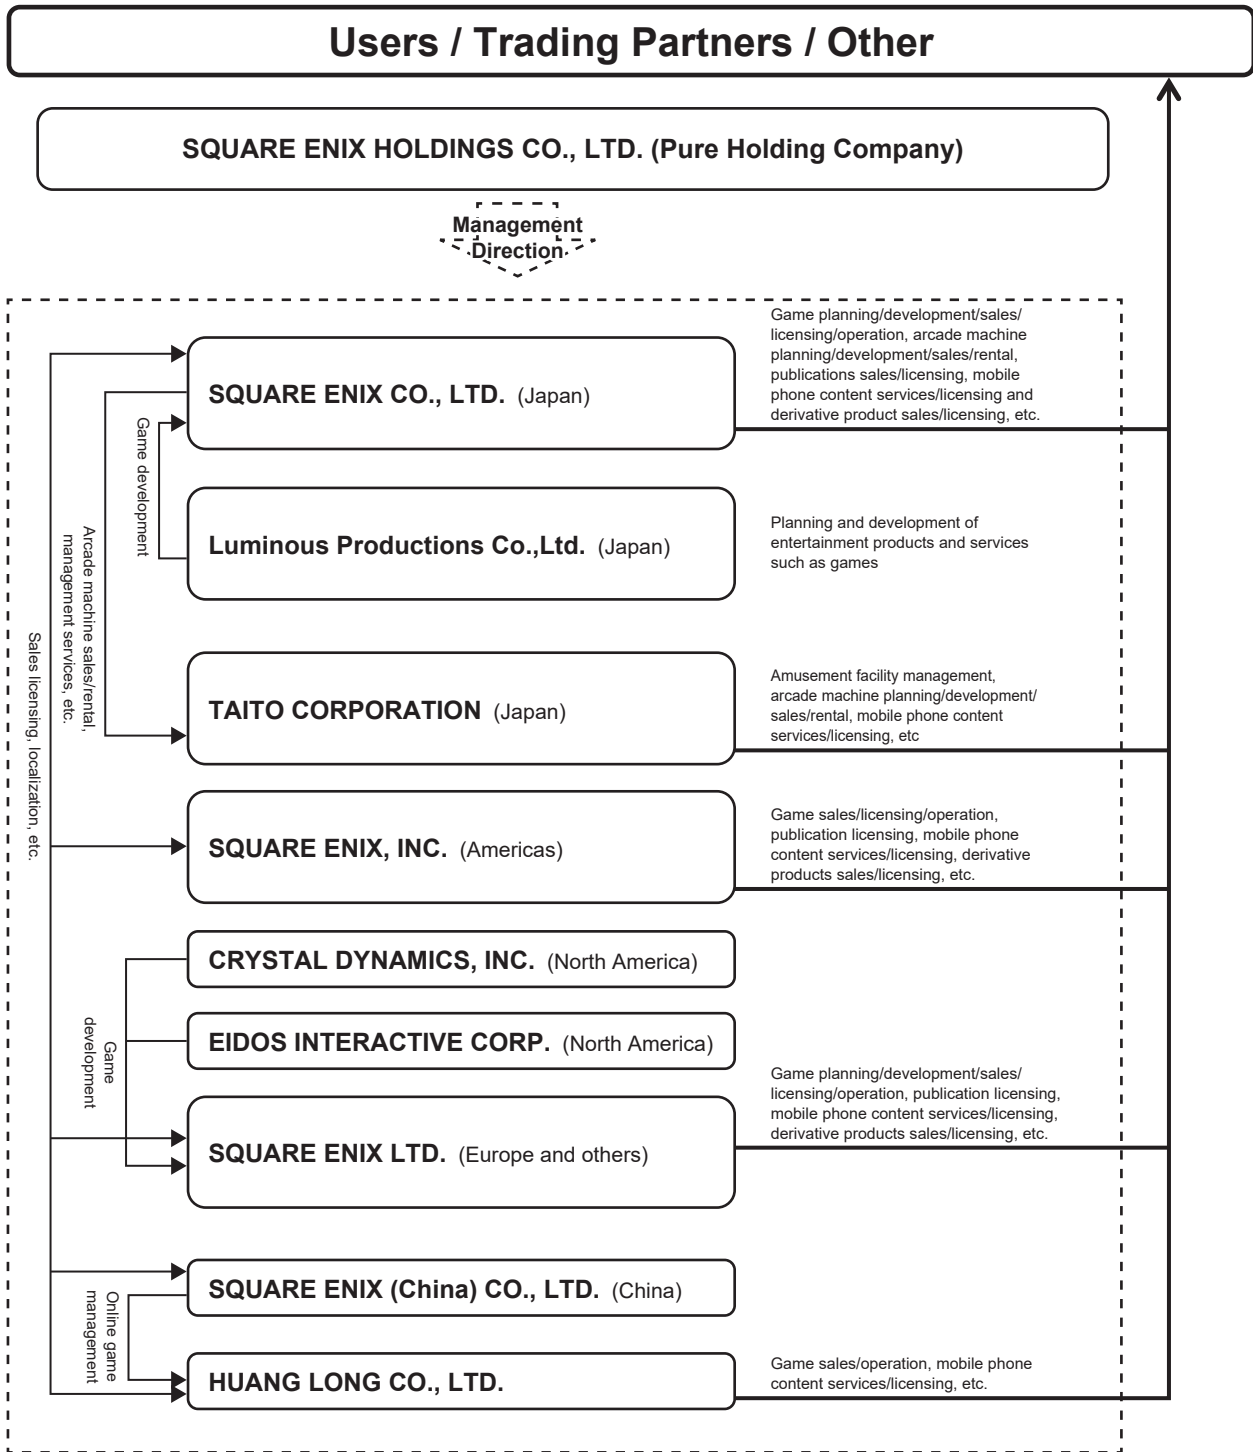 Users / Trading Partners / Other
SQUARE ENIX HOLDINGS CO., LTD. (Pure Holding Company)
Management
Direction
Game planning/development/sales/
licensing/operation, arcade machine
planning/development/sales/rental,
publications sales/licensing, mobile
phone content services/licensing and
derivative product sales/licensing, etc.
SQUARE ENIX CO., LTD. (Japan)
Game development
Luminous Productions Co.,Ltd. (Japan)
Planning and development of
entertainment products and services
such as games
Arcade machine sales/rental,
management services, etc.
Sales licensing, localization, etc.
TAITO CORPORATION (Japan)
Amusement facility management,
arcade machine planning/development/
sales/rental, mobile phone content
services/licensing, etc
SQUARE ENIX, INC. (Americas)
Game sales/licensing/operation,
publication licensing, mobile phone
content services/licensing, derivative
products sales/licensing, etc.
CRYSTAL DYNAMICS, INC. (North America)
EIDOS INTERACTIVE CORP. (North America)
Game
development
SQUARE ENIX LTD. (Europe and others)
Game planning/development/sales/
licensing/operation, publication licensing,
mobile phone content services/licensing,
derivative products sales/licensing, etc.
SQUARE ENIX (China) CO., LTD. (China)
Online game
management
HUANG LONG CO., LTD.
Game sales/operation, mobile phone
content services/licensing, etc.